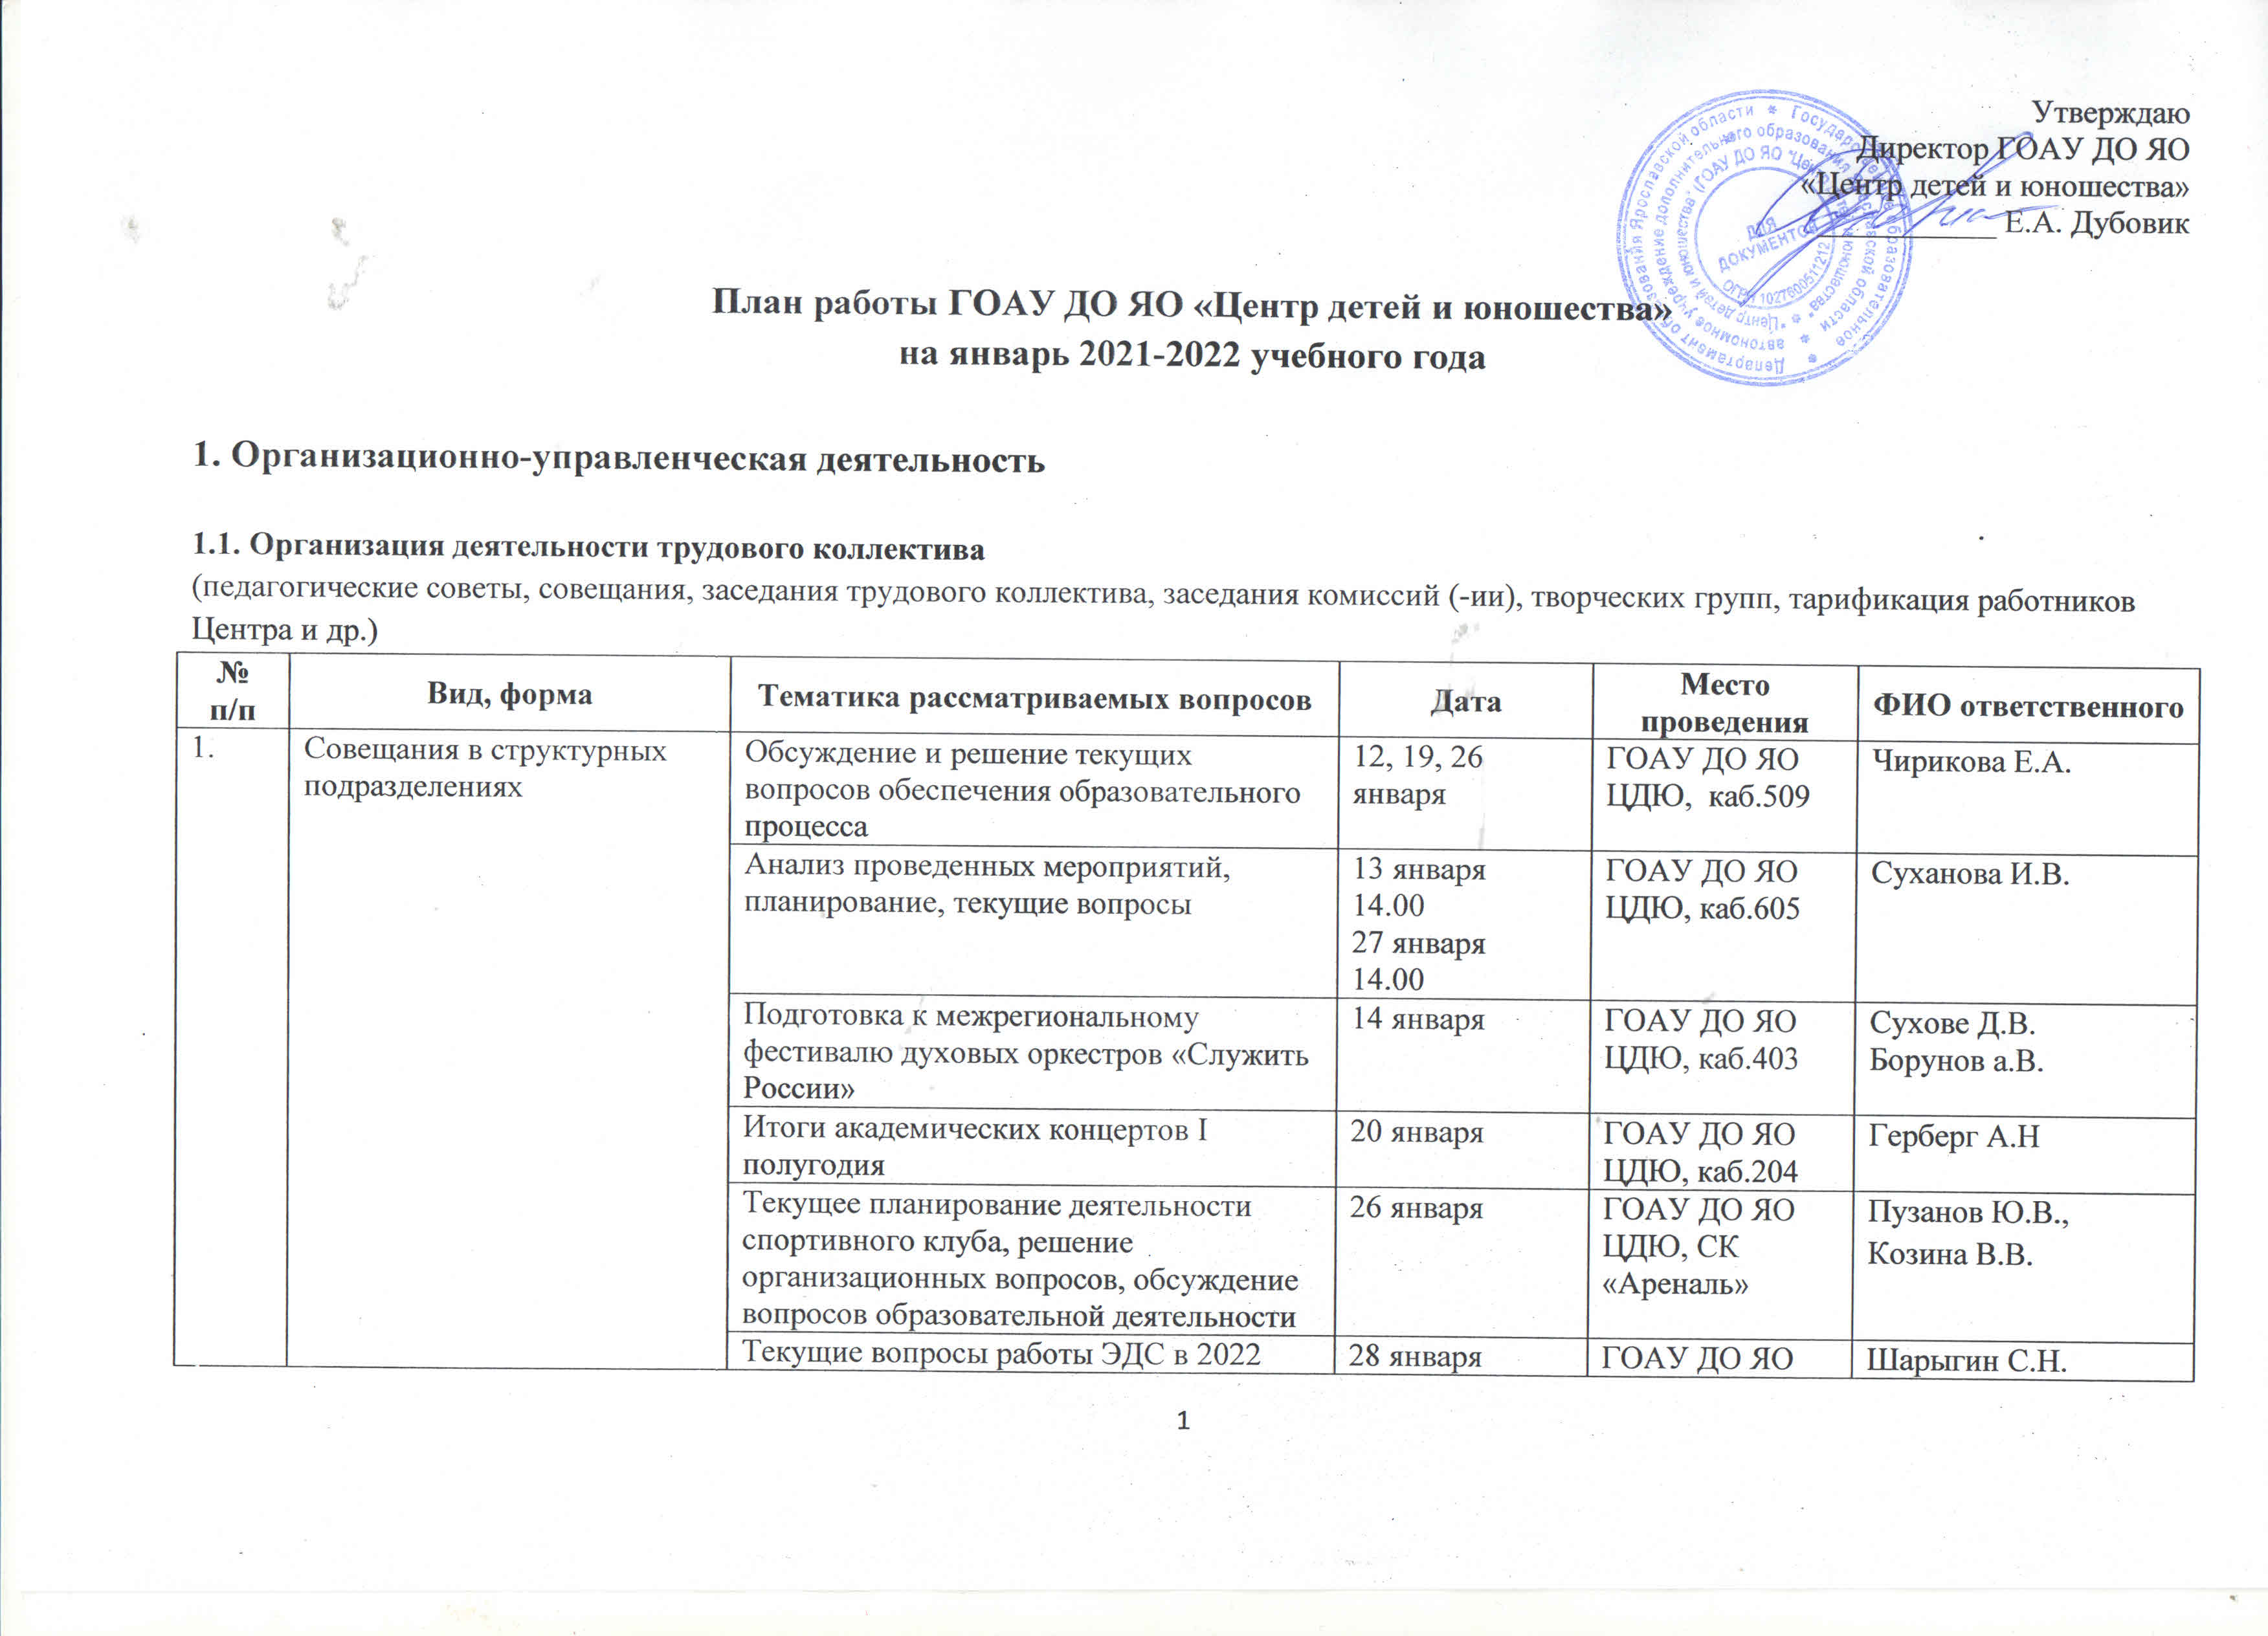 Утверждаю
Директор ГОАУ ДО ЯО
«Центр детей и юношества»
Е.А. Дубовик
ДЛЯ
ДОКУМЕНТОВ
План работы ГОАУ ДО ЯО «Центр детей и юношества»
на январь 2021-2022 учебного года
1. Организационно-управленческая деятельность
1.1. Организация деятельности трудового коллектива
(педагогические советы, совещания, заседания трудового коллектива, заседания комиссий (-ии), творческих групп, тарификация работников
Центра и др.)
№
п/п
Вид, форма
Тематика рассматриваемых вопросов
Дата
Место
проведения
ФИО ответственного
1.
Совещания в структурных
подразделениях
Обсуждение и решение текущих
вопросов обеспечения образовательного
процесса
12, 19, 26
января
ГОАУ ДО ЯО
ЦДЮ, каб.509
Чирикова Е.А.
Анализ проведенных мероприятий,
планирование, текущие вопросы
13 января
14.00
27 января
14.00
ГОАУ ДО ЯО
ЦДЮ, каб.605
Суханова И.В.
Подготовка к межрегиональному
фестивалю духовых оркестров «Служить
России»
14 января
ГОАУ ДО ЯО
ЦДЮ, каб.403
Сухове Д.В.
Борунов а.В.
Итоги академических концертов I
полугодия
20 января
ГОАУ ДО ЯО
ЦДЮ, каб.204
Герберг А.Н
Текущее планирование деятельности
спортивного клуба, решение
организационных вопросов, обсуждение
вопросов образовательной деятельности
26 января
ГОАУ ДО ЯО
ЦДЮ, СК
«Ареналь»
Пузанов Ю.В.,
Козина В.В.
Текущие вопросы работы ЭДС в 2022
28 января
ГОАУ ДО ЯО
Шарыгин С.Н.
1